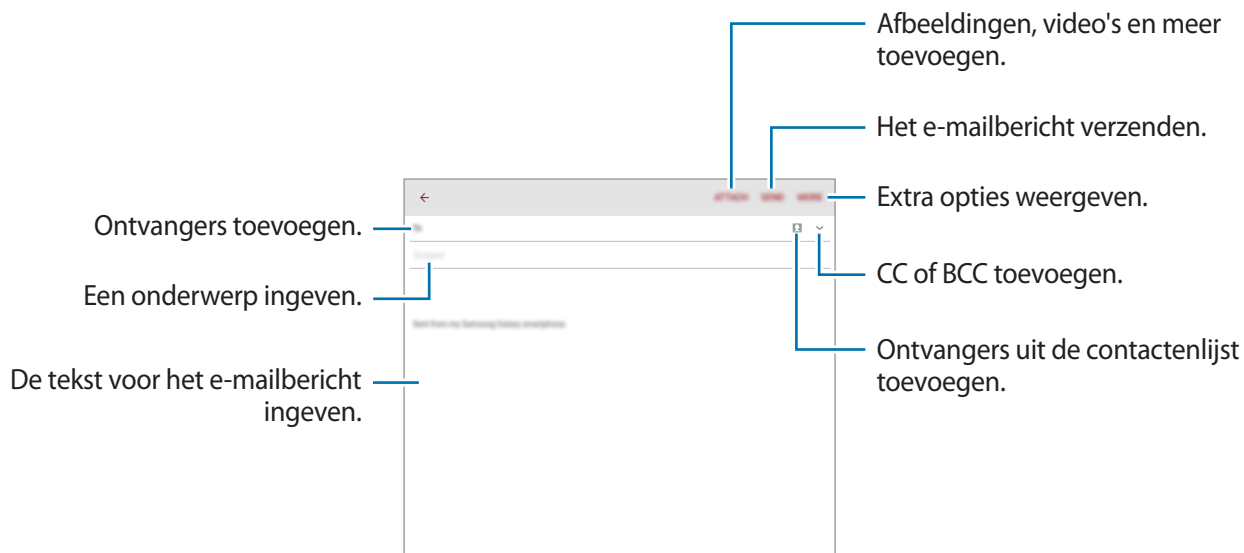 Afbeeldingen, video's en meer
toevoegen.
Het e-mailbericht verzenden.
Extra opties weergeven.
Ontvangers toevoegen.
CC of BCC toevoegen.
Een onderwerp ingeven.
Ontvangers uit de contactenlijst
toevoegen.
De tekst voor het e-mailbericht
ingeven.
ATTACH SEND MORE
To
Subject
Sent from my Samsung Galaxy smartphone